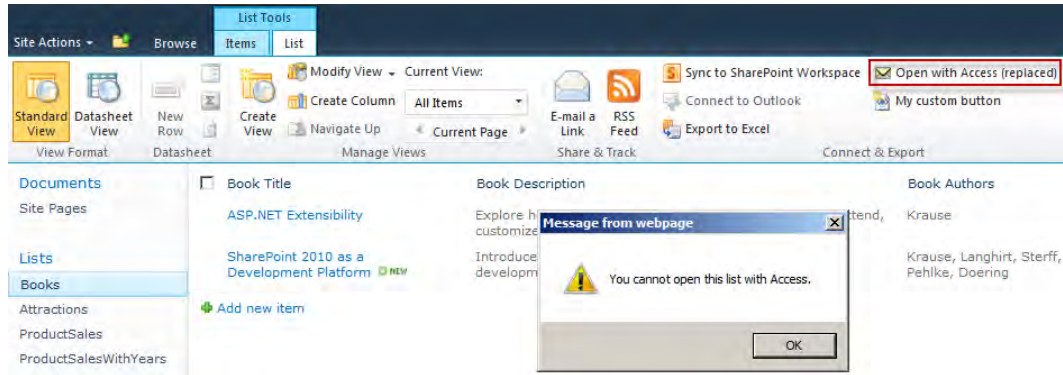 List Tools
Site Actions Browse Items List
Standard View
Datasheet View
View Format
New Row
Datasheet
Create View
Modify View
Create Column
Navigate Up
Current View:
All Items
Current Page
Manage Views
E-mail a Link
RSS Feed
Share & Track
Sync to SharePoint Workspace
Connect to Outlook
Export to Excel
Open with Access (replaced)
My custom button
Connect & Export
Documents
Site Pages
Lists
Books
Attractions
ProductSales
ProductSalesWithYears
Book Title Book Description Book Authors
ASP.NET Extensibility Explore h tend, Krause
customize
SharePoint 2010 as a Introduce Krause, Langhirt, Sterff,
Development Platform NEW developm Pehlke, Doering
Add new item
Message from webpage
You cannot open this list with Access.
OK